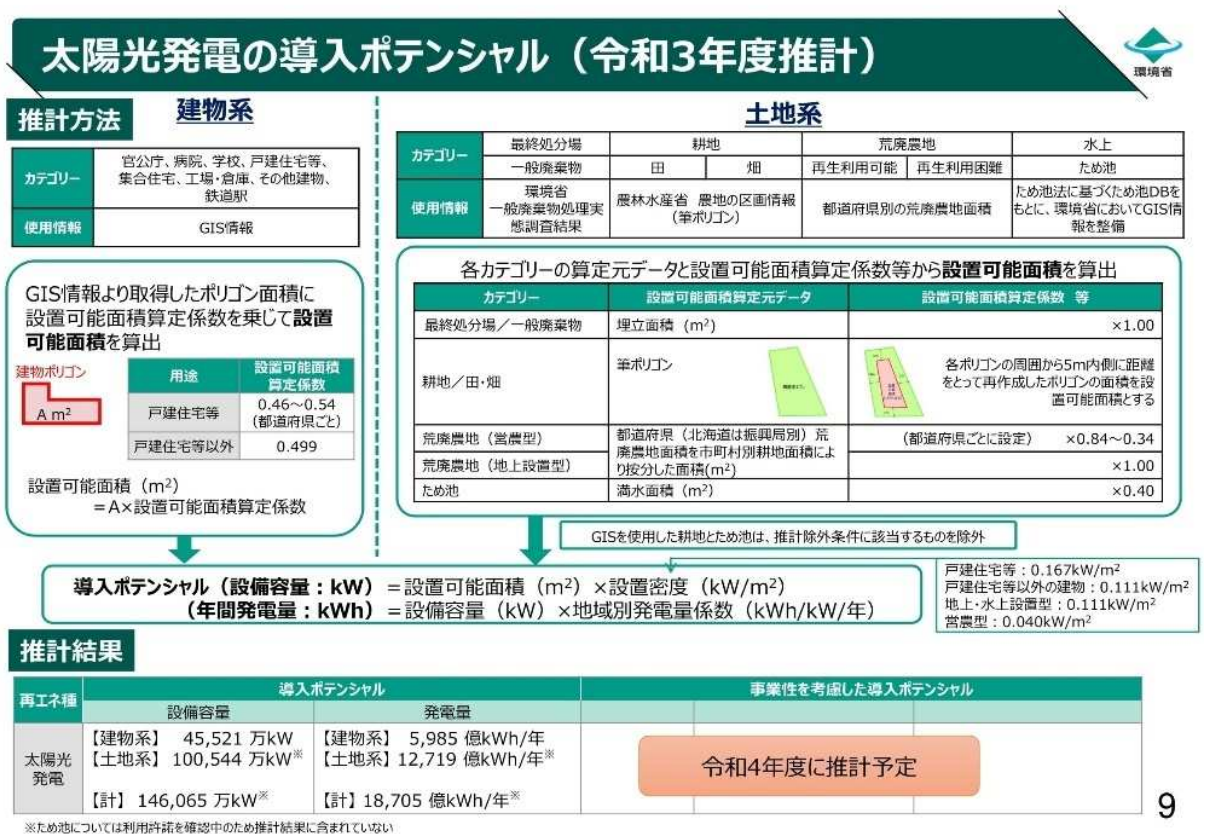 太陽光発電の導入ポテンシャル（令和3年度推計）
環境省
推計方法
建物系
カテゴリー
官公庁、病院、学校、戸建住宅等、
集合住宅、工場・倉庫、その他建物、
鉄道駅
使用情報
GIS情報
GIS情報より取得したポリゴン面積に
設置可能面積算定係数を乗じて設置
可能面積を算出
建物ポリゴン
A m²
用途
設置可能面積
算定係数
戸建住宅等
0.46～0.54
(都道府県ごと)
戸建住宅等以外
0.499
設置可能面積（m²）
＝A×設置可能面積算定係数
土地系
カテゴリー
最終処分場
耕地
荒廃農地
水上
一般廃棄物
田
畑
再生利用可能
再生利用困難
ため池
使用情報
環境省
一般廃棄物処理実
態調査結果
農林水産省 農地の区画情報
（筆ポリゴン）
都道府県別の荒廃農地面積
ため池法に基づくため池DBを
もとに、環境省においてGIS情
報を整備
各カテゴリーの算定元データと設置可能面積算定係数等から設置可能面積を算出
カテゴリー
設置可能面積算定元データ
設置可能面積算定係数 等
最終処分場／一般廃棄物
埋立面積（m²）
×1.00
耕地／田・畑
筆ポリゴン
各ポリゴンの周囲から5m内側に距離
をとって再作成したポリゴンの面積を設
置可能面積とする
荒廃農地（営農型）
都道府県（北海道は振興局別）荒
廃農地面積を市町村別耕地面積によ
り按分した面積(m²)
（都道府県ごとに設定） ×0.84～0.34
荒廃農地（地上設置型）
×1.00
ため池
満水面積（m²）
×0.40
GISを使用した耕地とため池は、推計除外条件に該当するものを除外
導入ポテンシャル（設備容量：kW）＝設置可能面積（m²）×設置密度（kW/m²）
（年間発電量：kWh）＝設備容量（kW）×地域別発電量係数（kWh/kW/年）
戸建住宅等：0.167kW/m²
戸建住宅等以外の建物：0.111kW/m²
地上・水上設置型：0.111kW/m²
営農型：0.040kW/m²
推計結果
再エネ種
導入ポテンシャル
事業性を考慮した導入ポテンシャル
設備容量
発電量
太陽光
発電
【建物系】 45,521 万kW
【土地系】 100,544 万kW※
【計】 146,065 万kW※
【建物系】 5,985 億kWh/年
【土地系】12,719 億kWh/年※
【計】18,705 億kWh/年※
令和4年度に推計予定
※ため池については利用許諾を確認中のため推計結果に含まれていない
9